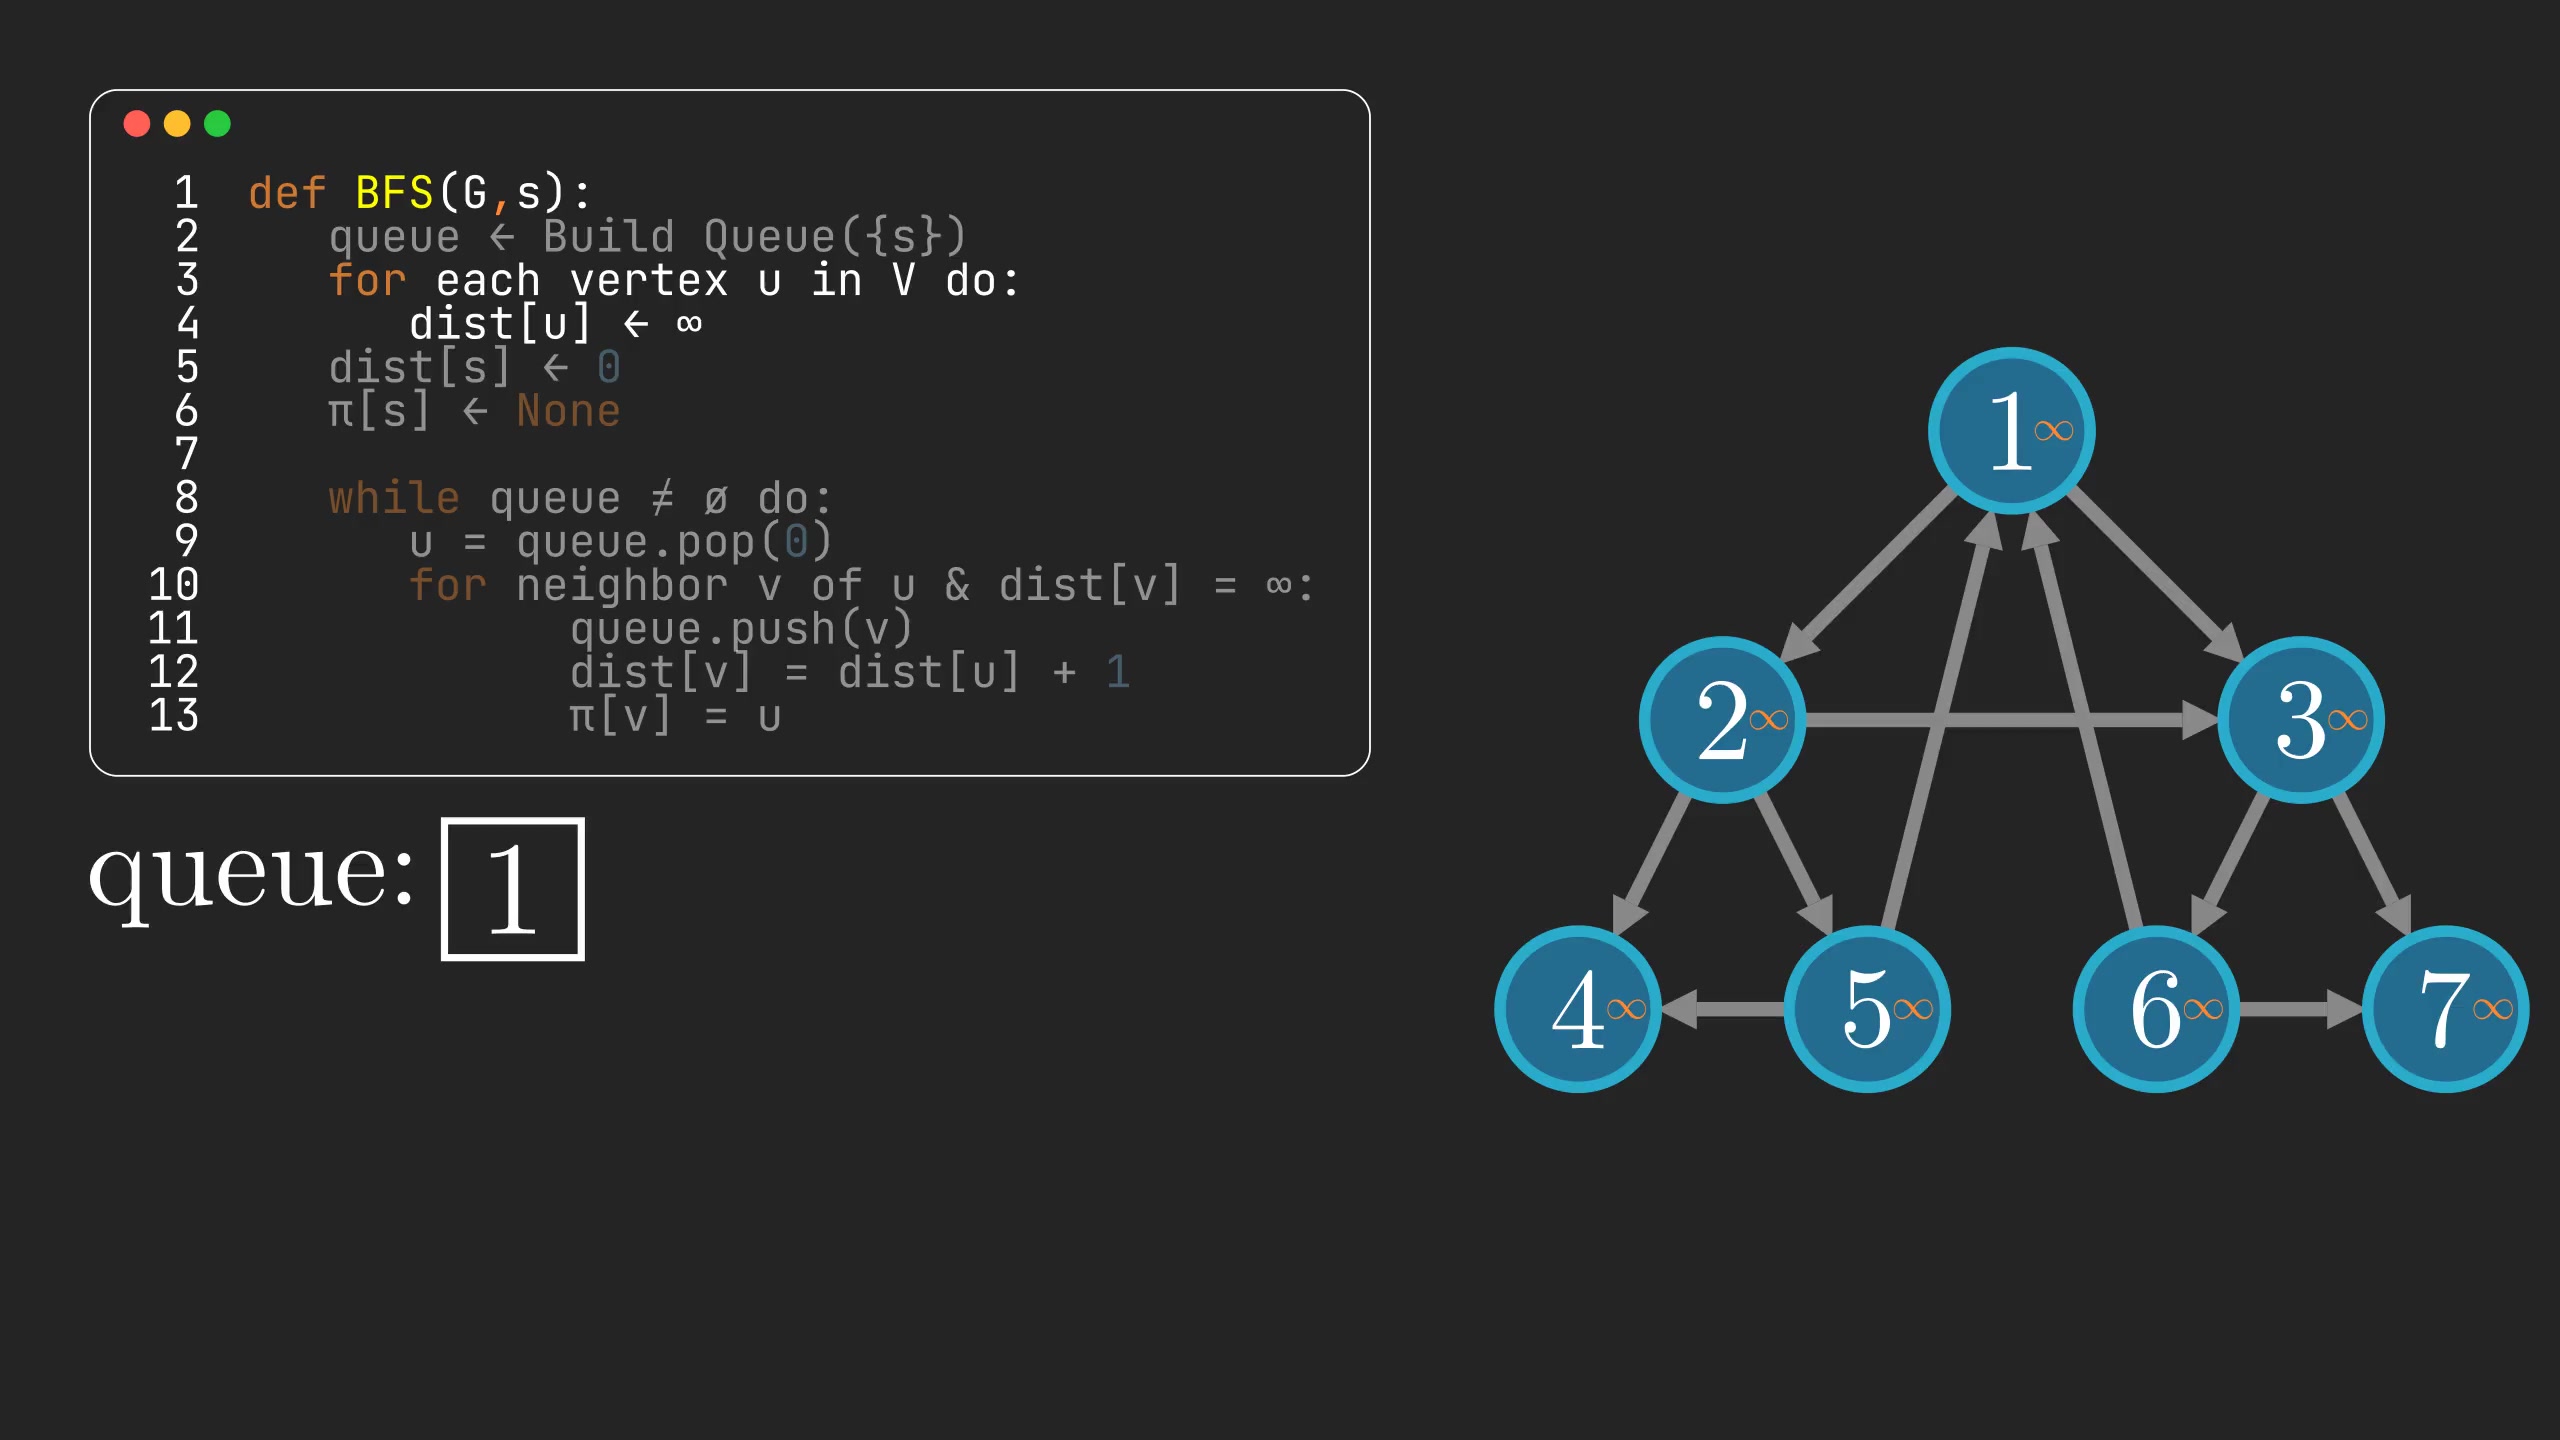 1 def BFS(G,s):
2 queue ← Build Queue({s})
3 for each vertex u in V do:
4 dist[u] ← ∞
5 dist[s] ← 0
6 π[s] ← None
7
8 while queue ≠ ø do:
9 u = queue.pop(0)
10 for neighbor v of u & dist[v] = ∞:
11 queue.push(v)
12 dist[v] = dist[u] + 1
13 π[v] = u
queue: 1
1 ∞
2 ∞ 3 ∞
4 ∞ 5 ∞ 6 ∞ 7 ∞